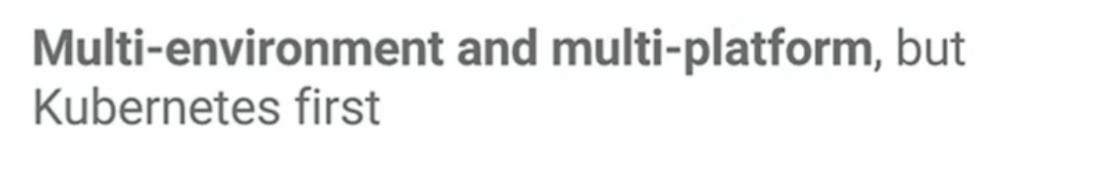 Multi-environment and multi-platform, but
Kubernetes first